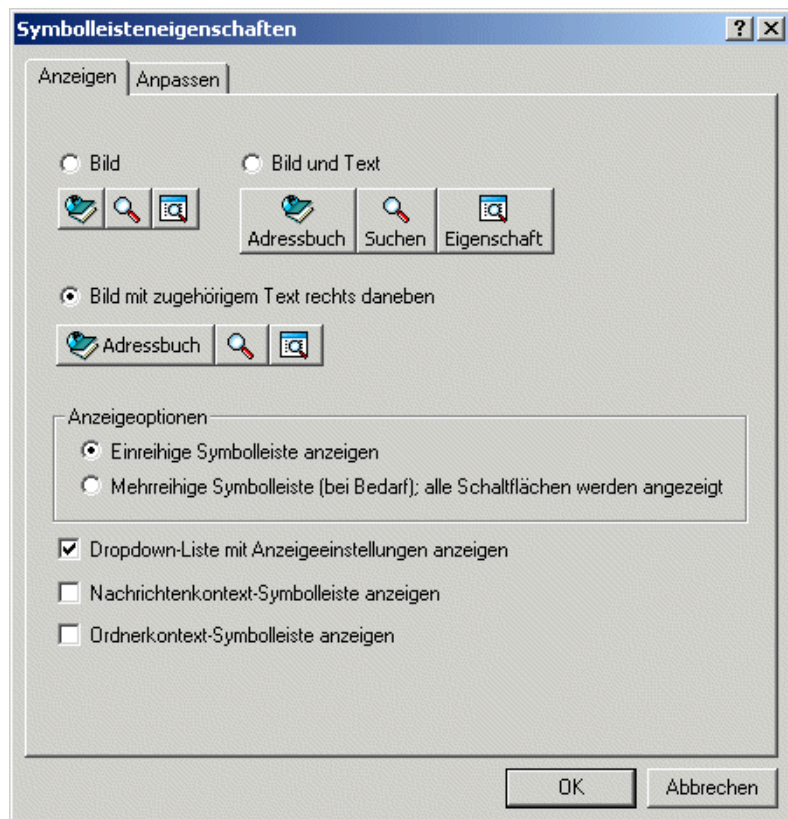 Symbolleisteneigenschaften
Anzeigen Anpassen
Bild Bild und Text
Adressbuch Suchen Eigenschaft
Bild mit zugehörigem Text rechts daneben
Adressbuch
Anzeigeoptionen
Einreihige Symbolleiste anzeigen
Mehrreihige Symbolleiste (bei Bedarf); alle Schaltflächen werden angezeigt
Dropdown-Liste mit Anzeigeeinstellungen anzeigen
Nachrichtenkontext-Symbolleiste anzeigen
Ordnerkontext-Symbolleiste anzeigen
OK Abbrechen